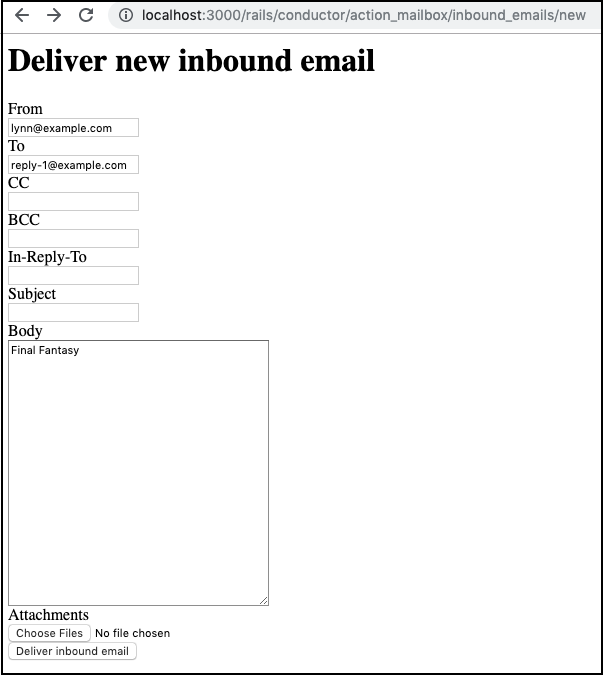 localhost:3000/rails/conductor/action_mailbox/inbound_emails/new
Deliver new inbound email
From
lynn@example.com
To
reply-1@example.com
CC
BCC
In-Reply-To
Subject
Body
Final Fantasy
Attachments
Choose Files No file chosen
Deliver inbound email